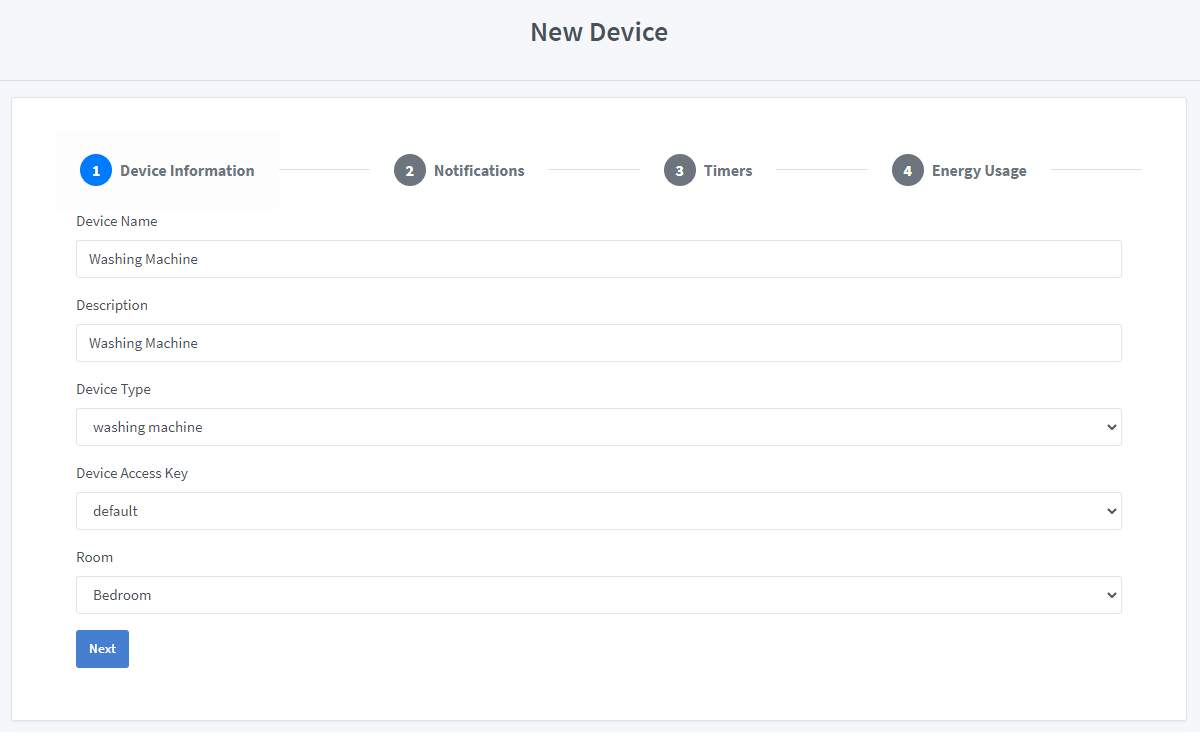 New Device
1 Device Information 2 Notifications 3 Timers 4 Energy Usage
Device Name
Washing Machine
Description
Washing Machine
Device Type
washing machine
Device Access Key
default
Room
Bedroom
Next